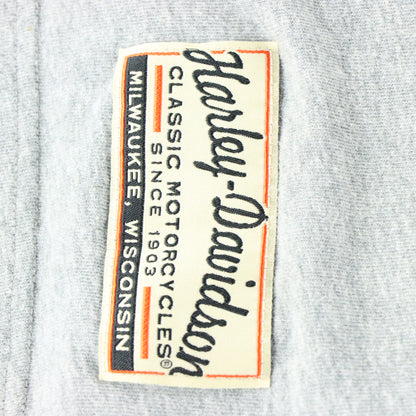 Harley-Davidson
CLASSIC MOTORCYCLES®
SINCE 1903
MILWAUKEE, WISCONSIN